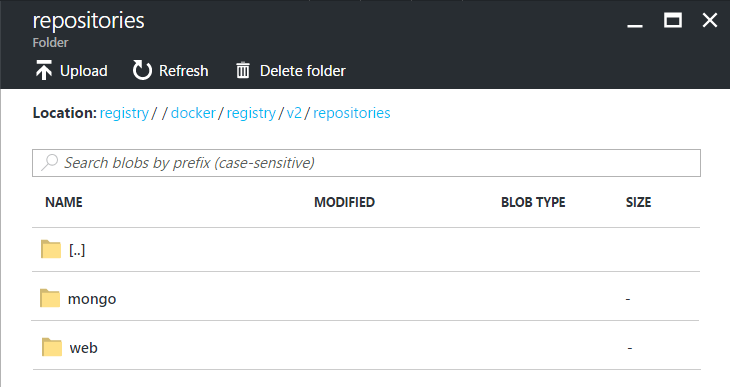 repositories
Folder
Upload Refresh Delete folder
Location: registry / / docker / registry / v2 / repositories
Search blobs by prefix (case-sensitive)
NAME MODIFIED BLOB TYPE SIZE
[..]
mongo -
web -